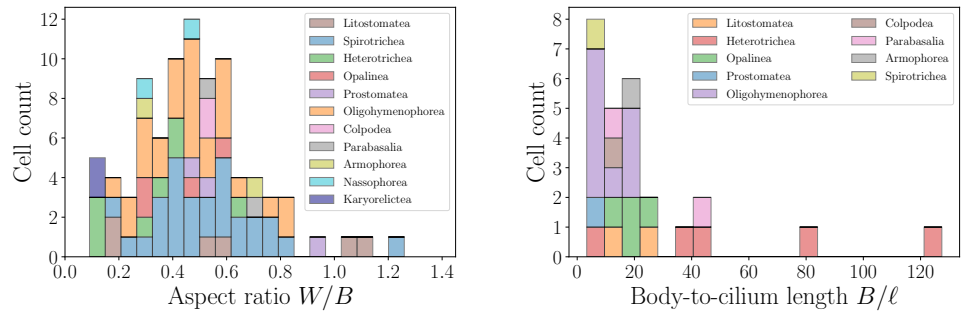 12
10
8
6
4
2
0
Cell count
0.0 0.2 0.4 0.6 0.8 1.0 1.2 1.4
Aspect ratio W/B
Litostomatea
Spirotrichea
Heterotrichea
Opalinea
Prostomatea
Oligohymenophorea
Colpodea
Parabasalia
Armophorea
Nassophorea
Karyorelictea
8
7
6
5
4
3
2
1
0
Cell count
0 20 40 60 80 100 120
Body-to-cilium length B/ℓ
Litostomatea
Heterotrichea
Opalinea
Prostomatea
Oligohymenophorea
Colpodea
Parabasalia
Armophorea
Spirotrichea